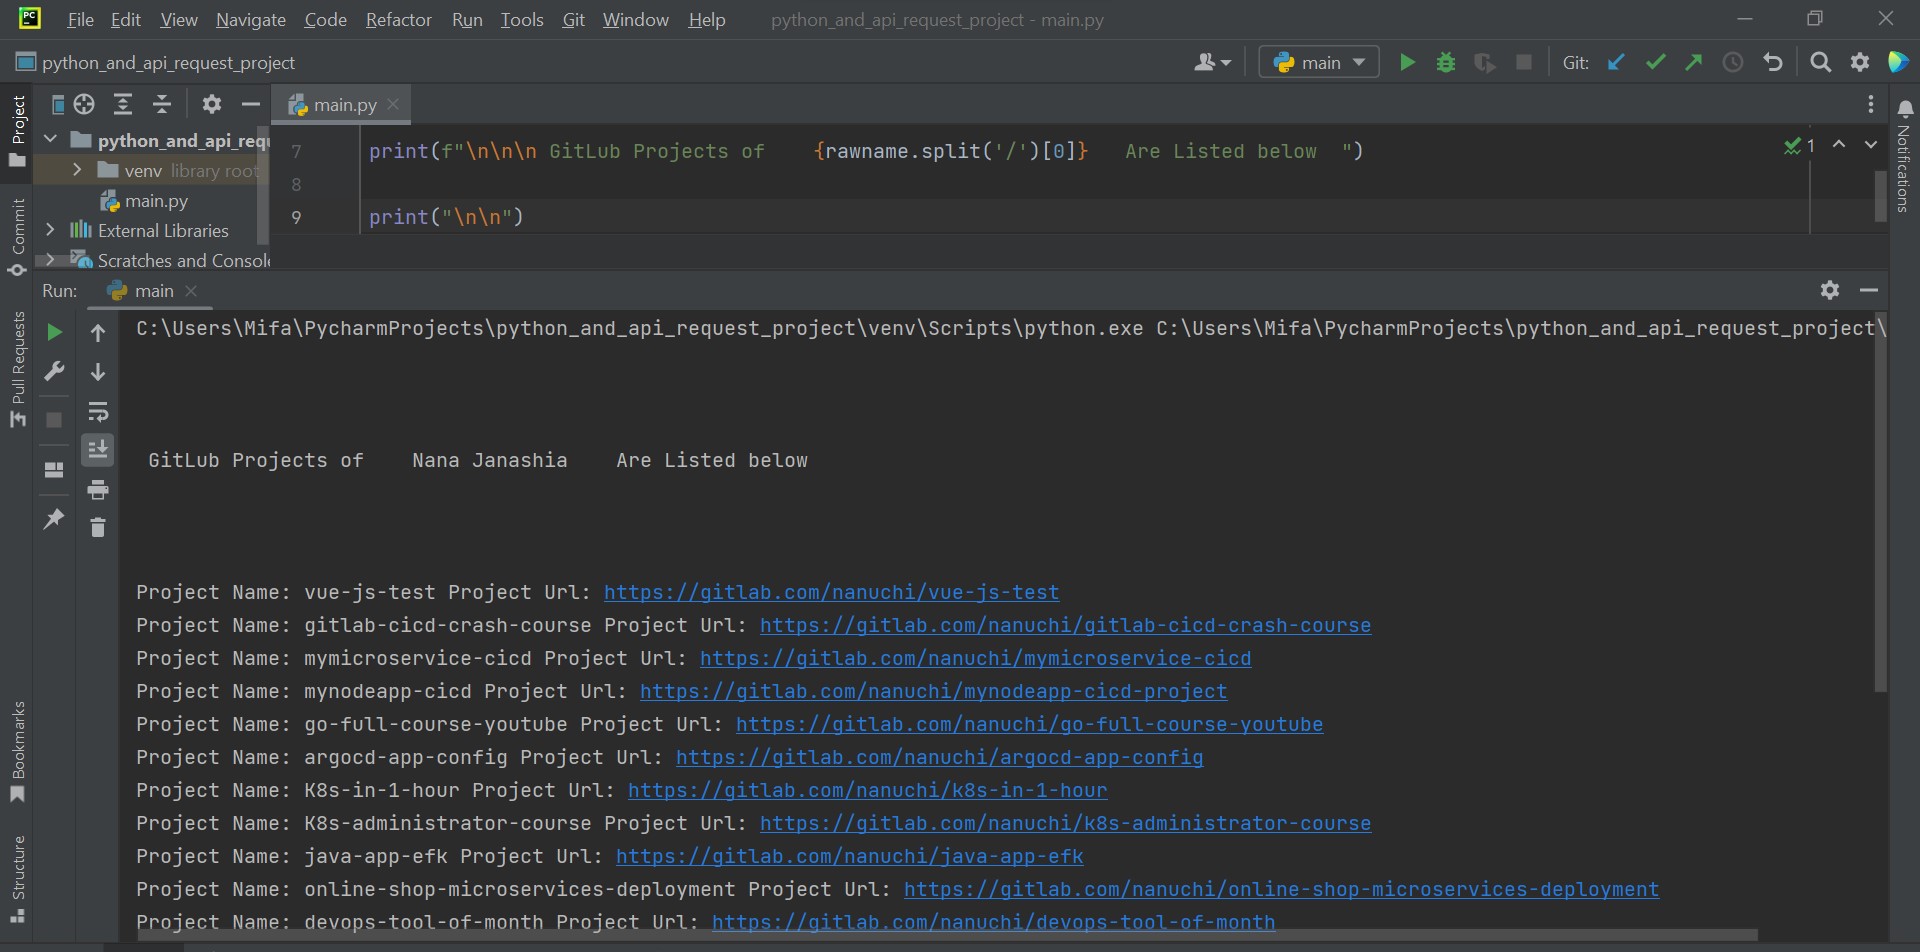 PC File Edit View Navigate Code Refactor Run Tools Git Window Help python_and_api_request_project - main.py
python_and_api_request_project main Git:
Project
Commit
Pull Requests
Bookmarks
Structure
Notifications
main.py
python_and_api_requ
venv library root
main.py
External Libraries
Scratches and Console
7 print(f"\n\n\n GitLub Projects of    {rawname.split('/')[0]}   Are Listed below  ")
8
9 print("\n\n")
1
Run: main
C:\Users\Mifa\PycharmProjects\python_and_api_request_project\venv\Scripts\python.exe C:\Users\Mifa\PycharmProjects\python_and_api_request_project\
GitLub Projects of    Nana Janashia    Are Listed below
Project Name: vue-js-test Project Url: https://gitlab.com/nanuchi/vue-js-test
Project Name: gitlab-cicd-crash-course Project Url: https://gitlab.com/nanuchi/gitlab-cicd-crash-course
Project Name: mymicroservice-cicd Project Url: https://gitlab.com/nanuchi/mymicroservice-cicd
Project Name: mynodeapp-cicd Project Url: https://gitlab.com/nanuchi/mynodeapp-cicd-project
Project Name: go-full-course-youtube Project Url: https://gitlab.com/nanuchi/go-full-course-youtube
Project Name: argocd-app-config Project Url: https://gitlab.com/nanuchi/argocd-app-config
Project Name: K8s-in-1-hour Project Url: https://gitlab.com/nanuchi/k8s-in-1-hour
Project Name: K8s-administrator-course Project Url: https://gitlab.com/nanuchi/k8s-administrator-course
Project Name: java-app-efk Project Url: https://gitlab.com/nanuchi/java-app-efk
Project Name: online-shop-microservices-deployment Project Url: https://gitlab.com/nanuchi/online-shop-microservices-deployment
Project Name: devops-tool-of-month Project Url: https://gitlab.com/nanuchi/devops-tool-of-month